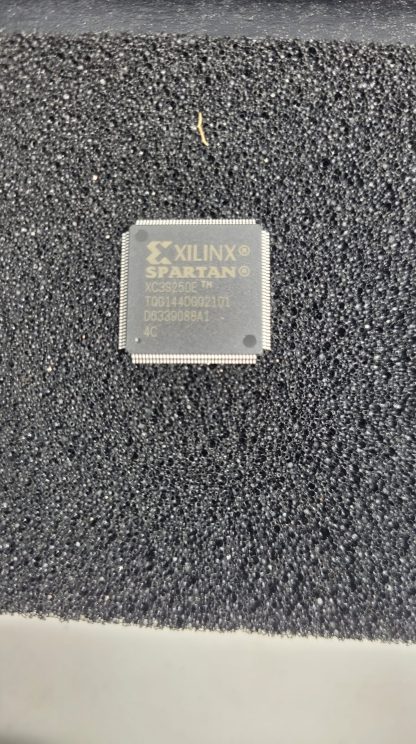 XILINX®
SPARTAN®
XC3S250E™
TQG144DGQ2101
D5339088A1
4C